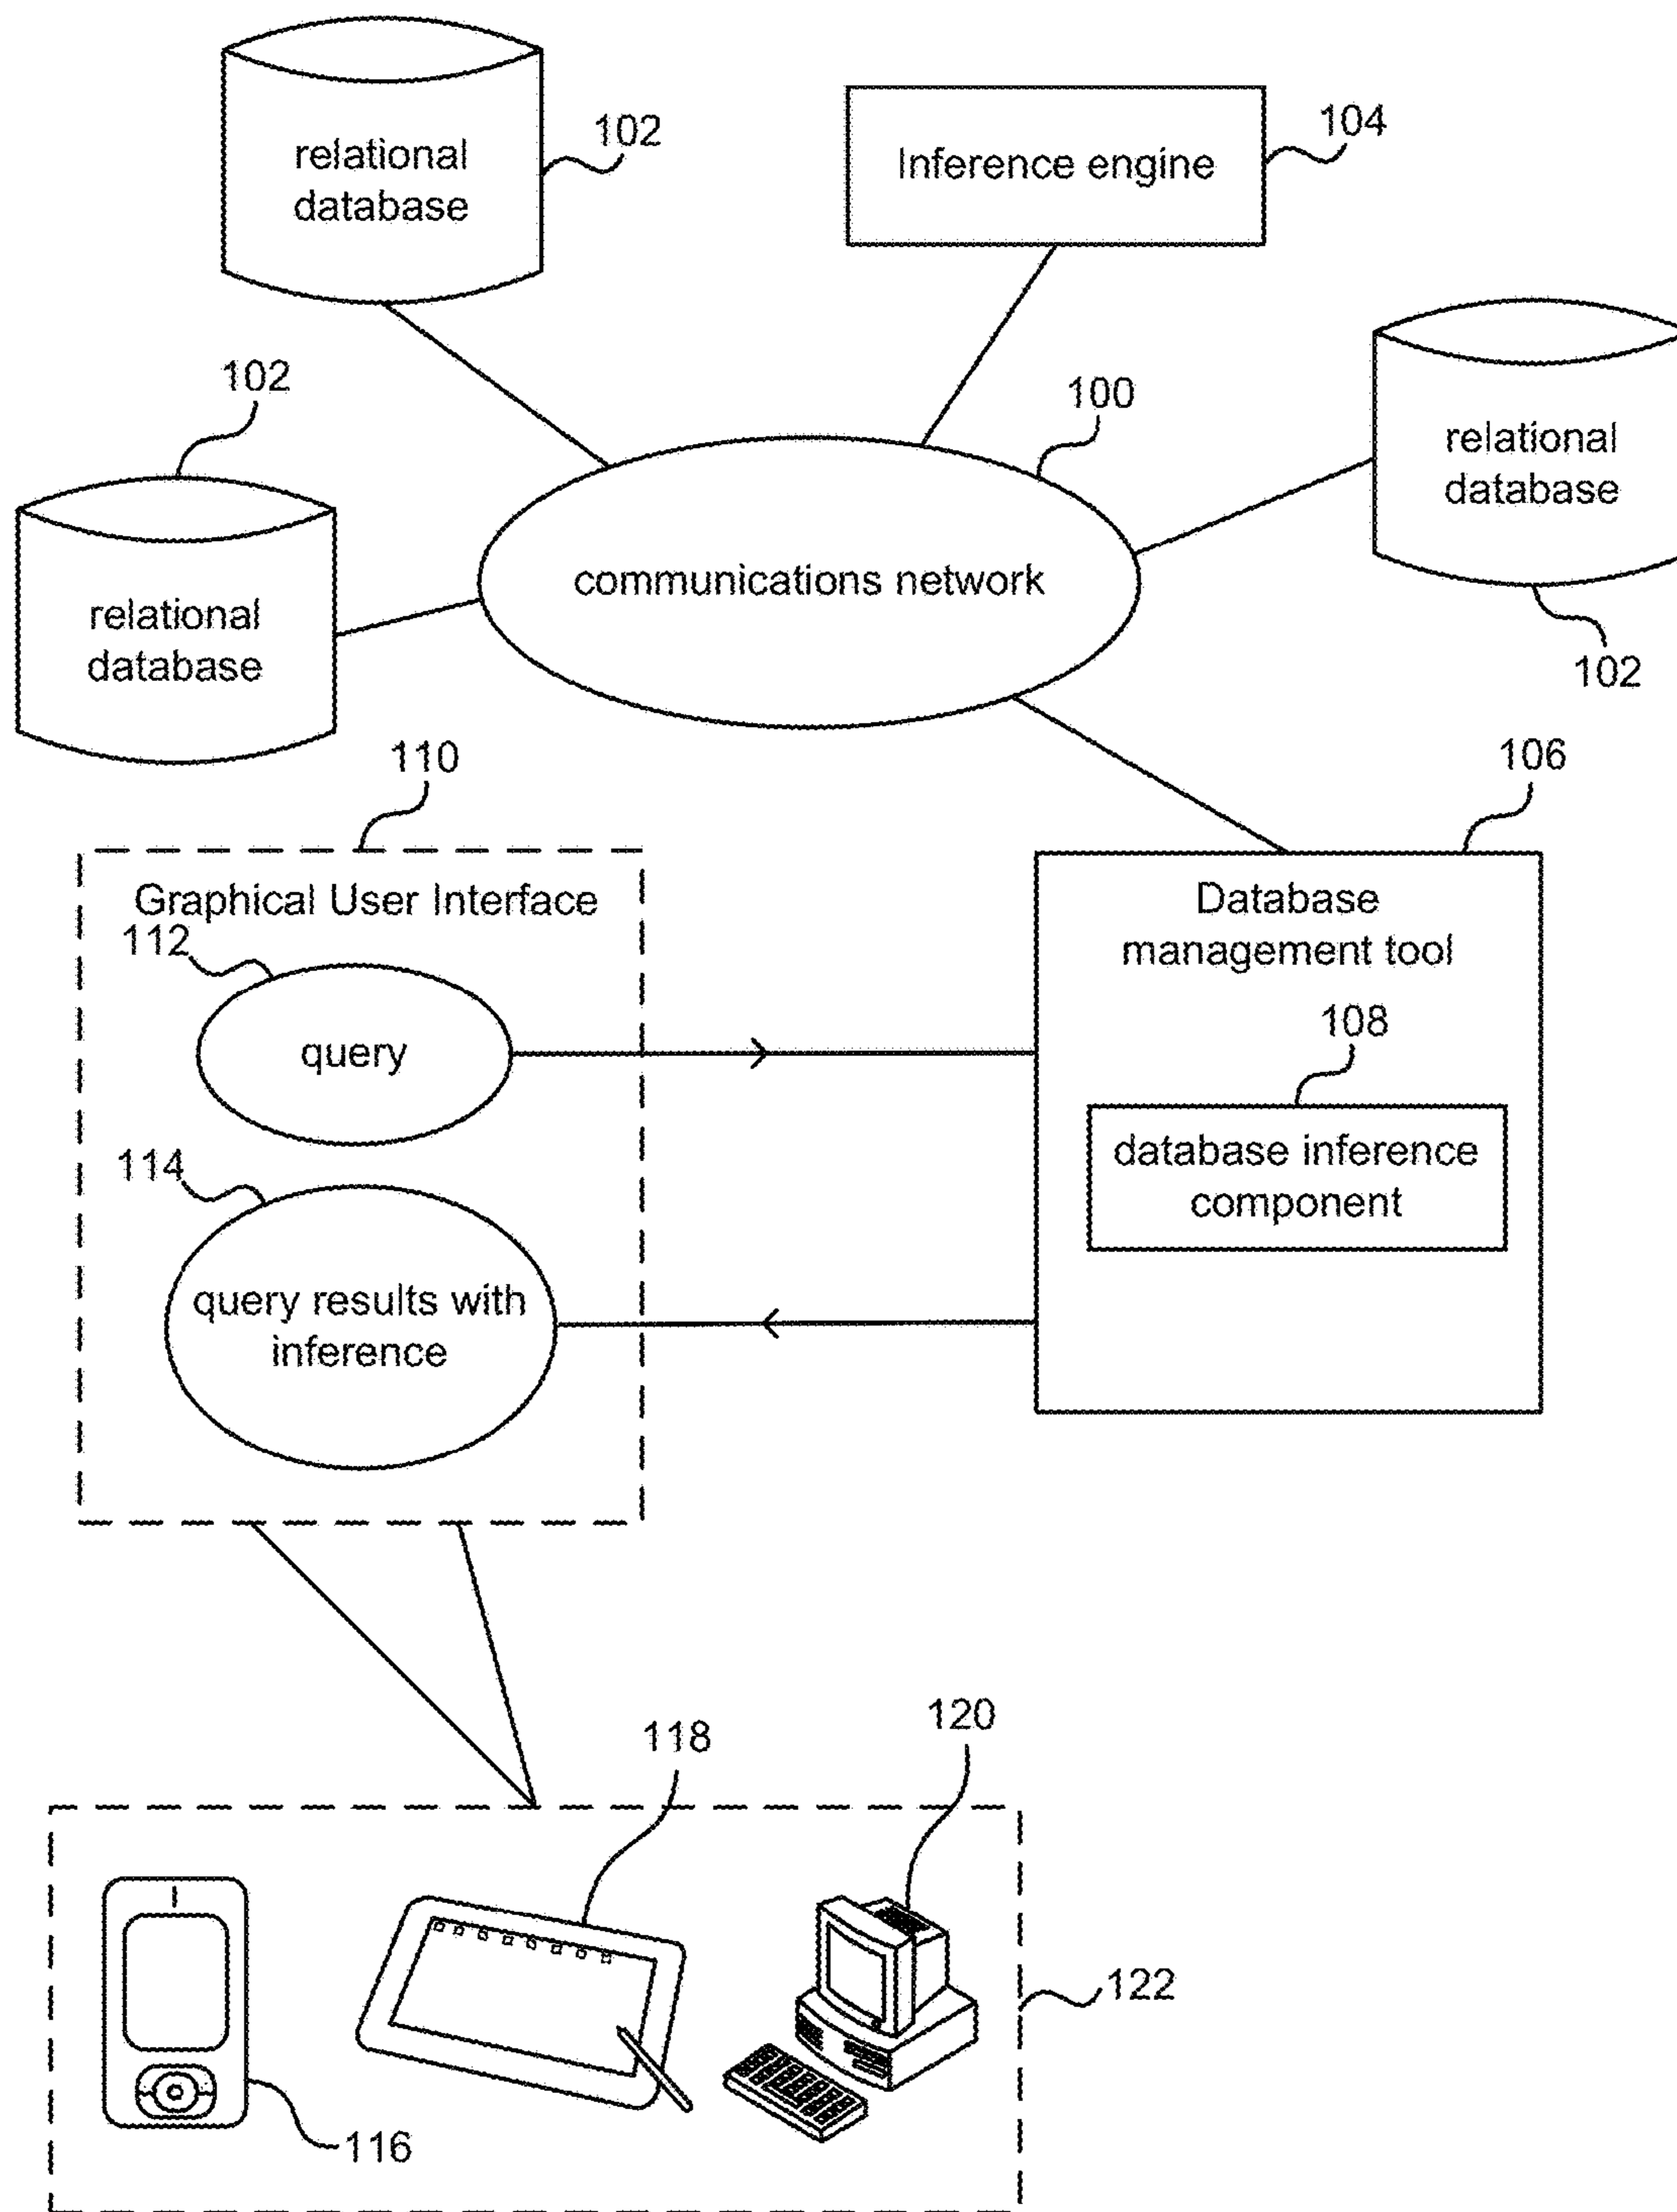 relational
database
102
Inference engine
104
102
relational
database
100
communications network
relational
database
102
110
106
Graphical User Interface
112
query
114
query results with
inference
Database
management tool
108
database inference
component
118
120
116
122